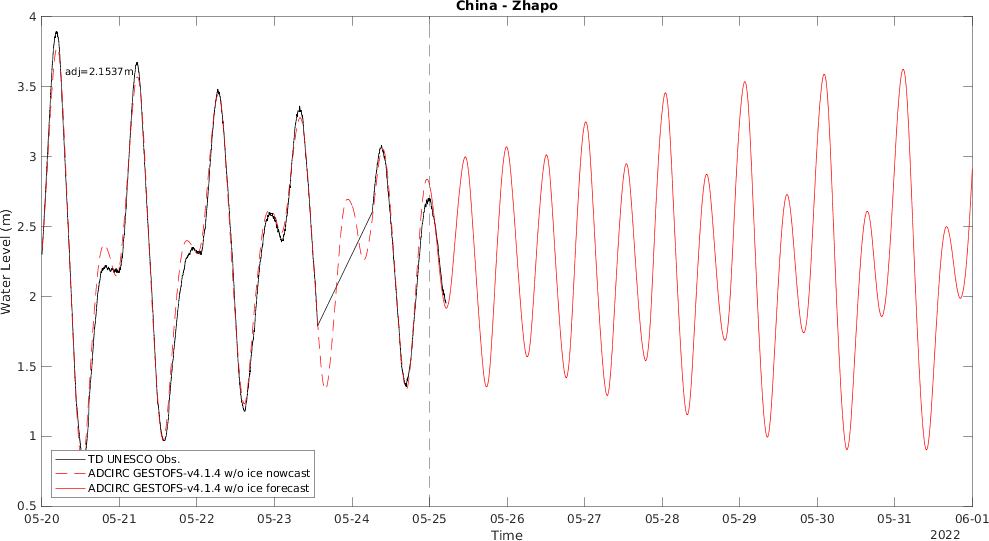 China - Zhapo
4
3.5
3
2.5
2
1.5
1
0.5
Water Level (m)
adj=2.1537m
TD UNESCO Obs.
ADCIRC GESTOFS-v4.1.4 w/o ice nowcast
ADCIRC GESTOFS-v4.1.4 w/o ice forecast
05-20 05-21 05-22 05-23 05-24 05-25 05-26 05-27 05-28 05-29 05-30 05-31 06-01
Time
2022